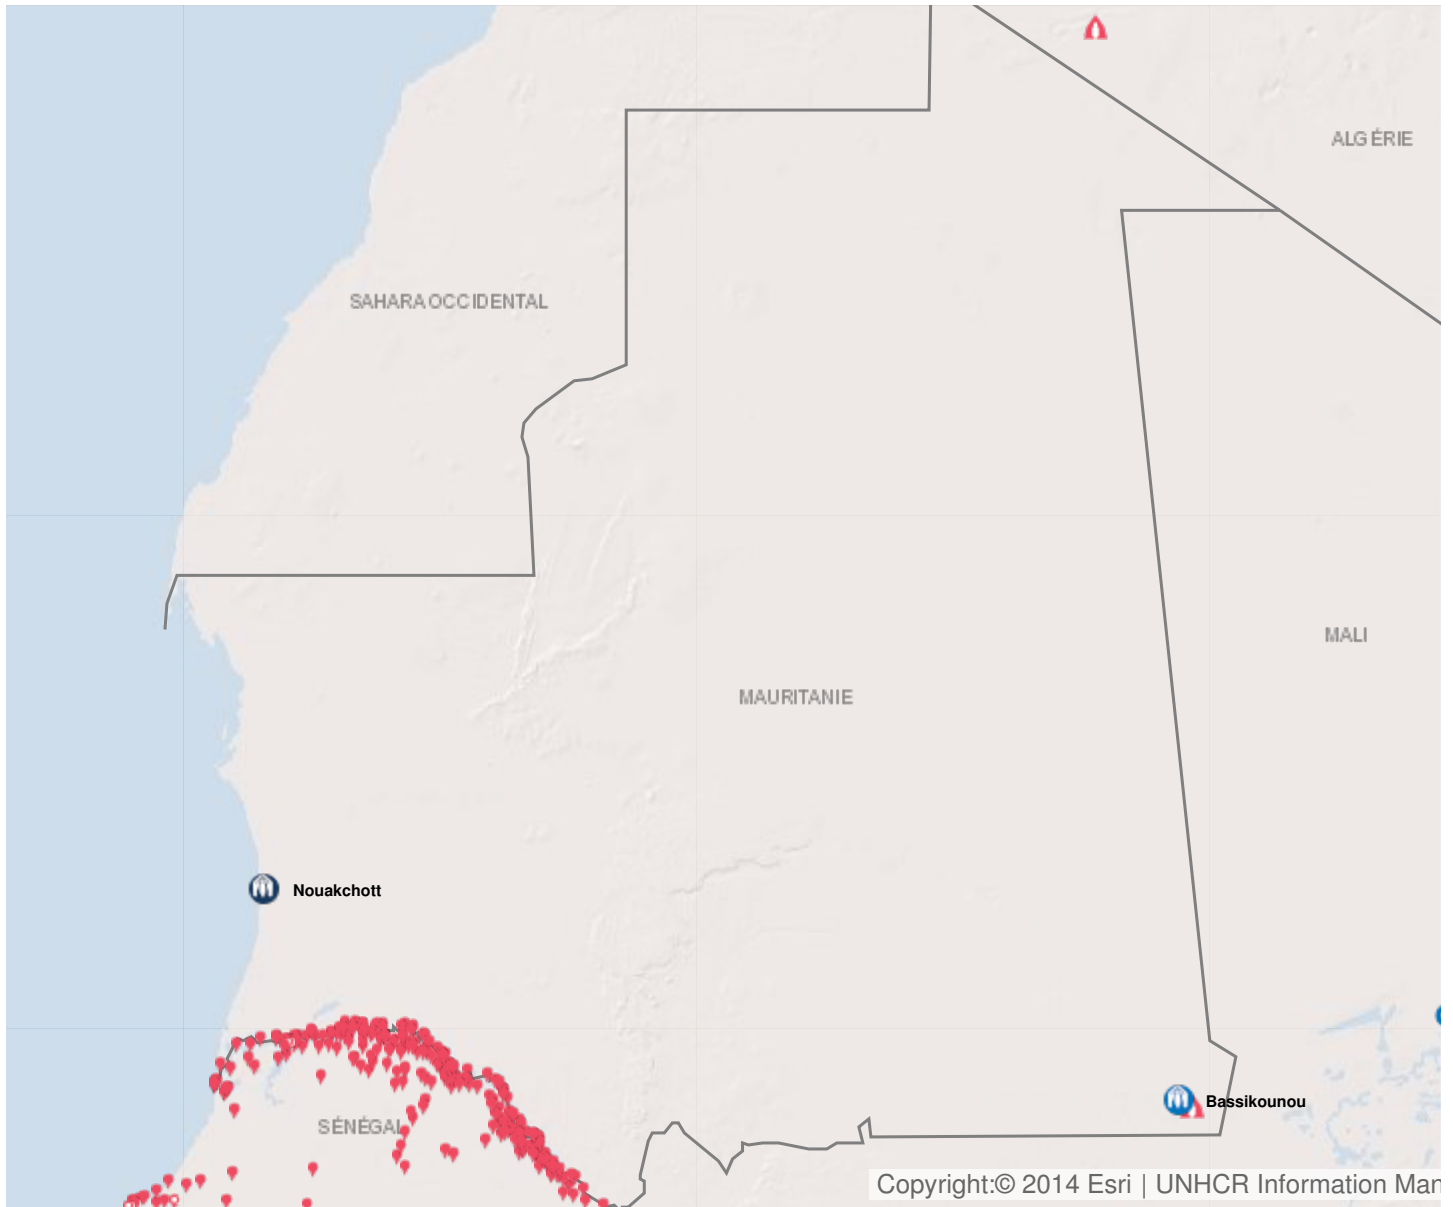 ALGÉRIE
SAHARA OCCIDENTAL
MALI
MAURITANIE
Nouakchott
Bassikounou
SÉNÉGAL
Copyright:© 2014 Esri | UNHCR Information Man